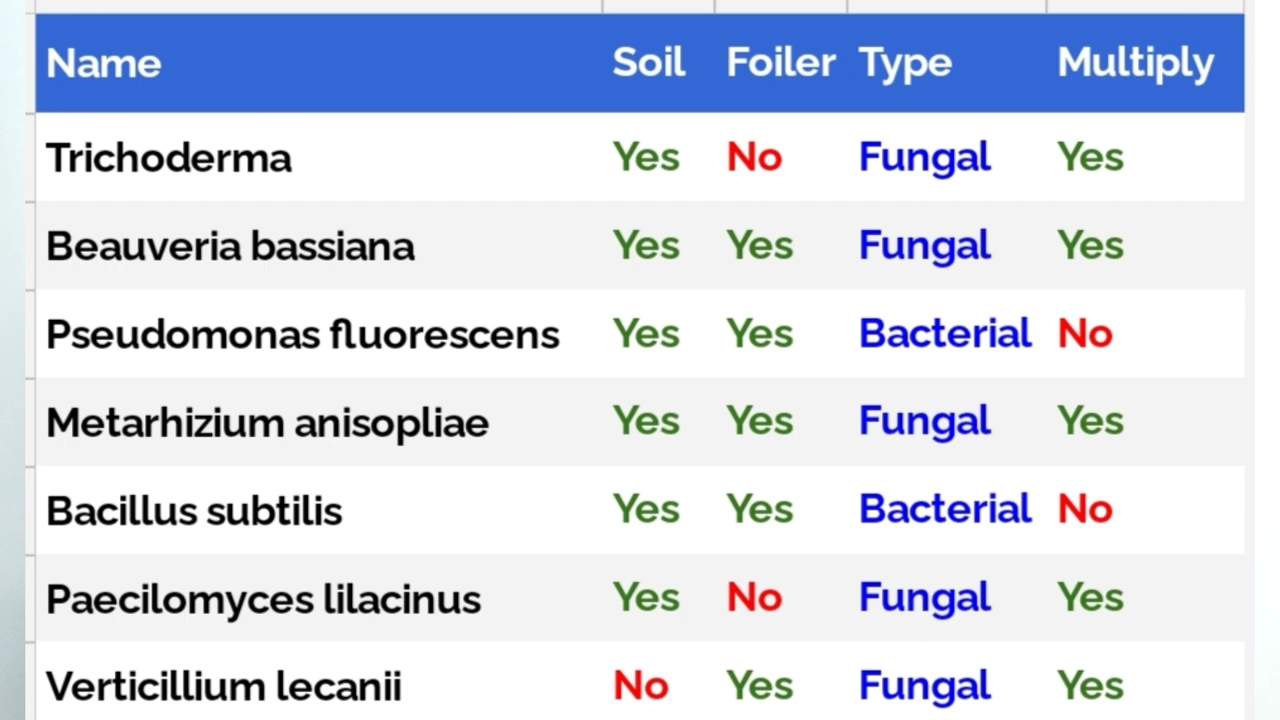 Name Soil Foiler Type Multiply
Trichoderma Yes No Fungal Yes
Beauveria bassiana Yes Yes Fungal Yes
Pseudomonas fluorescens Yes Yes Bacterial No
Metarhizium anisopliae Yes Yes Fungal Yes
Bacillus subtilis Yes Yes Bacterial No
Paecilomyces lilacinus Yes No Fungal Yes
Verticillium lecanii No Yes Fungal Yes